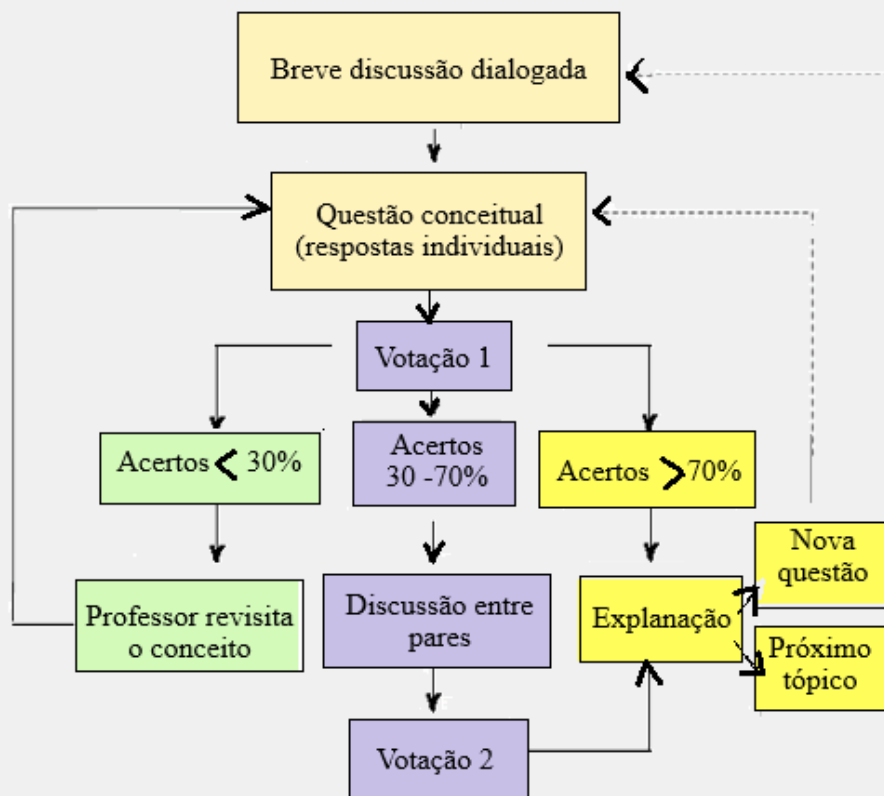 Breve discussão dialogada
Questão conceitual
(respostas individuais)
Votação 1
Acertos < 30%
Acertos
30 -70%
Acertos >70%
Professor revisita
o conceito
Discussão entre
pares
Explanação
Nova
questão
Próximo
tópico
Votação 2